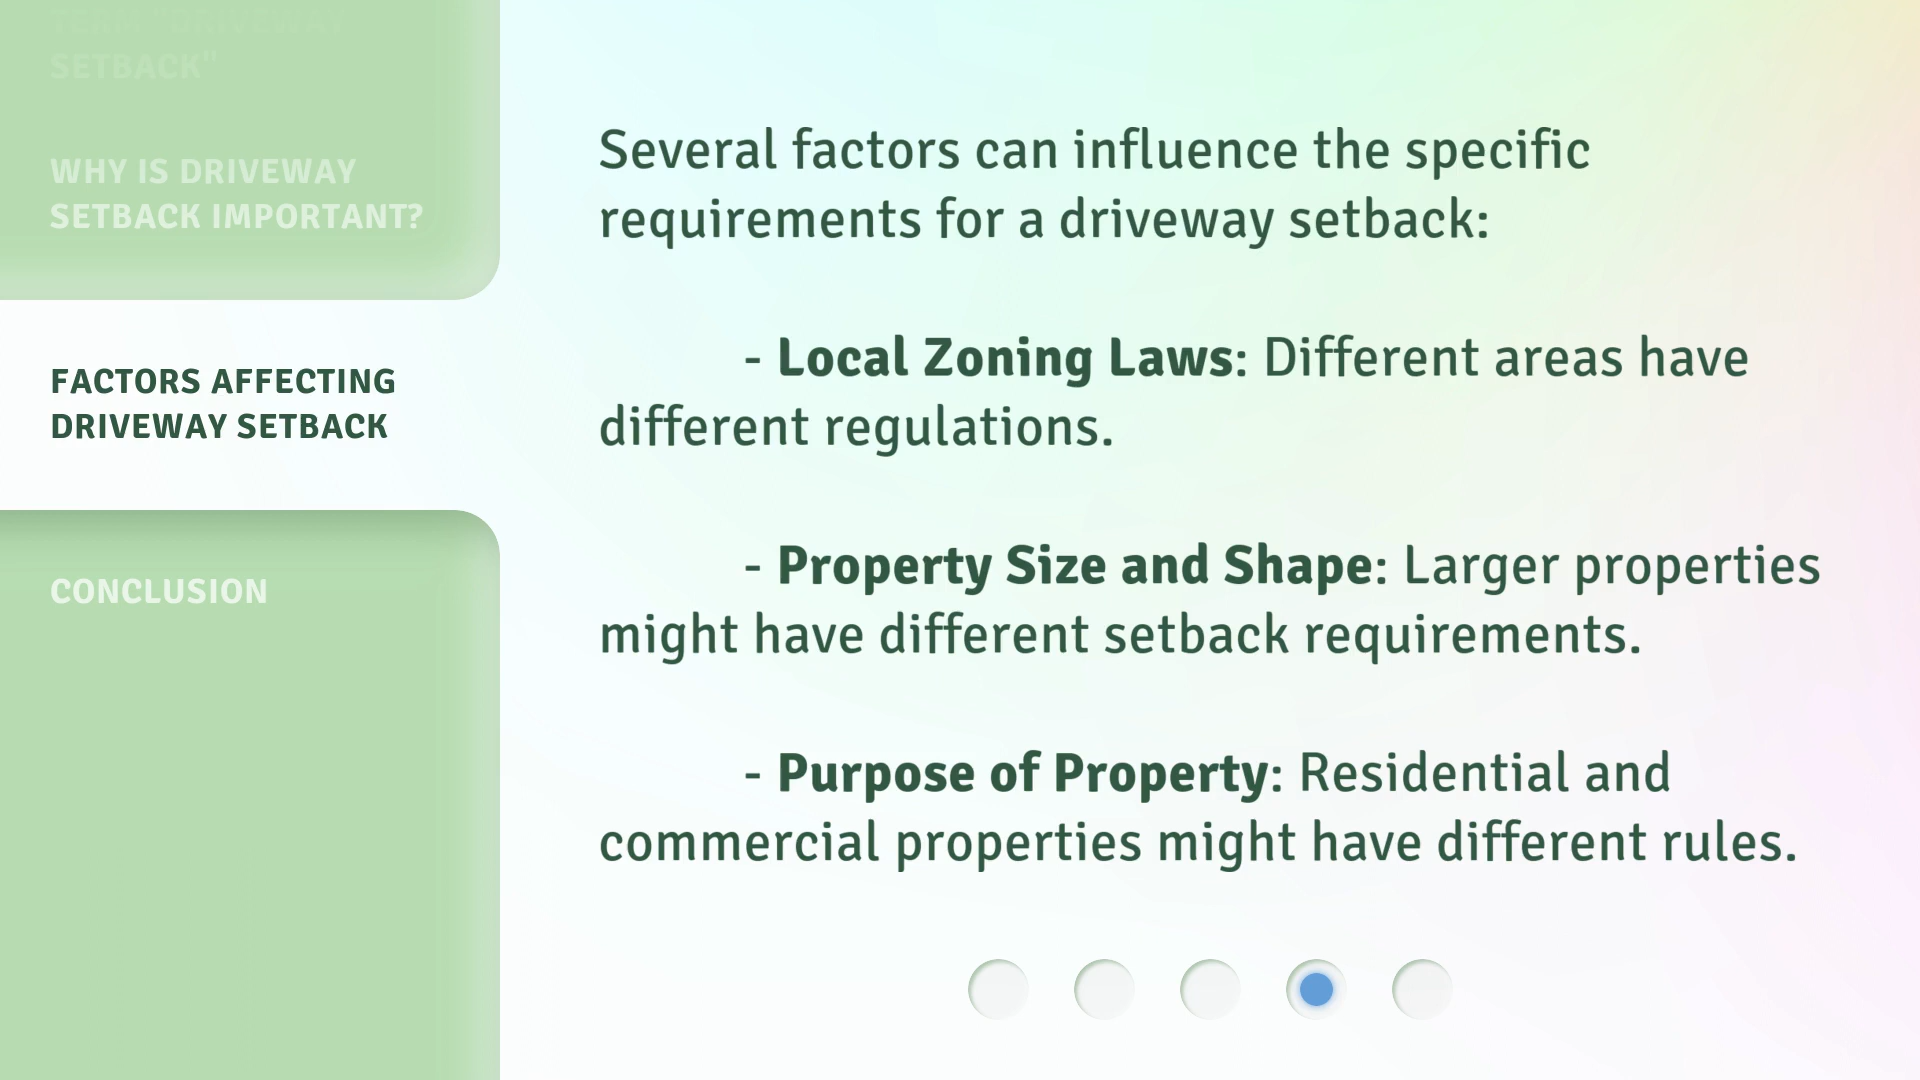 TERM "DRIVEWAY
SETBACK"
WHY IS DRIVEWAY
SETBACK IMPORTANT?
FACTORS AFFECTING
DRIVEWAY SETBACK
CONCLUSION
Several factors can influence the specific
requirements for a driveway setback:
- Local Zoning Laws: Different areas have
different regulations.
- Property Size and Shape: Larger properties
might have different setback requirements.
- Purpose of Property: Residential and
commercial properties might have different rules.